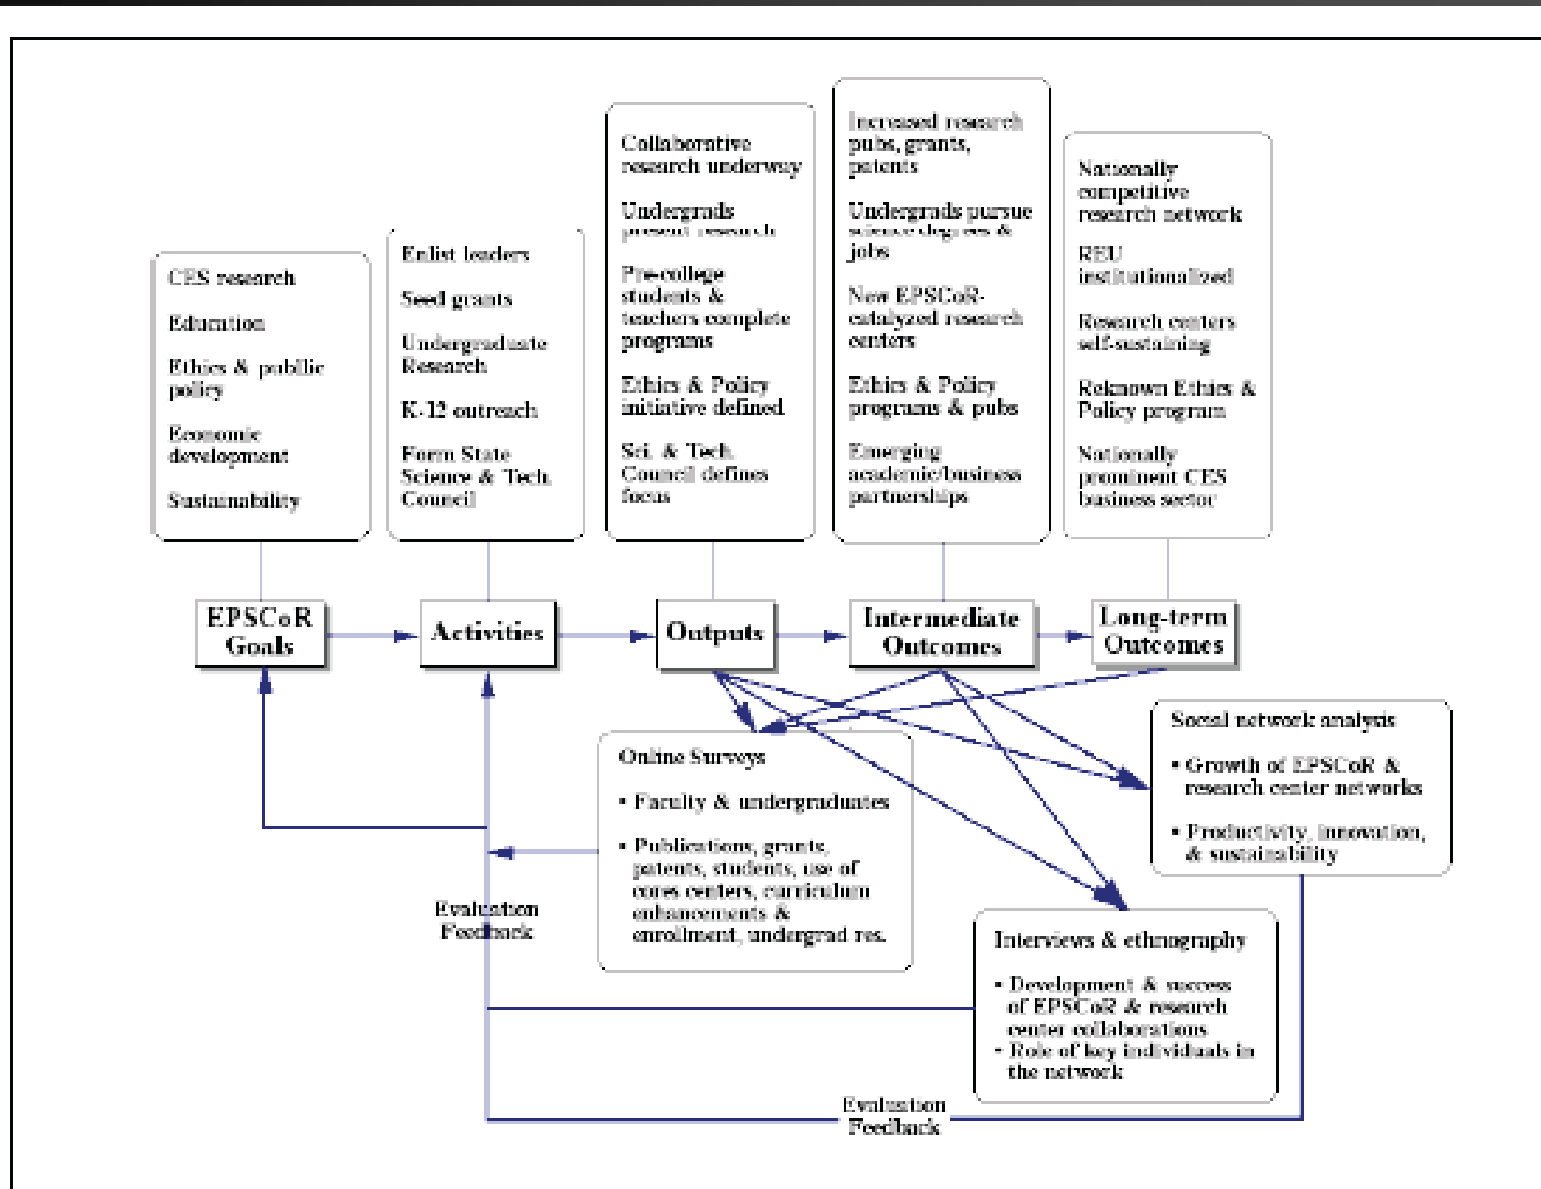 CES research
Education
Ethics & publlic
policy
Economic
development
Sustainability
Enlist leaders
Seed grants
Undergraduate
Research
K-12 outreach
Form State
Science & Tech
Council
Collaborative
research underway
Undergrads
present research
Pre-college
students &
teachers complete
programs
Ethics & Policy
initiative defined
Sci. & Tech.
Council defines
focus
Increased research
pubs, grants,
patents
Undergrads pursue
science degrees &
jobs
New EPSCoR-
catalyzed research
centers
Ethics & Policy
programs & pubs
Emerging
academic/business
partnerships
Nationally
competitive
research network
REU
institutionalized
Research centers
self-sustaining
Reknown Ethics &
Policy program
Nationally
prominent CES
business sector
EPSCoR
Goals
Activities
Outputs
Intermediate
Outcomes
Long-term
Outcomes
Online Surveys
• Faculty & undergraduates
• Publications, grants,
patents, students, use of
cores centers, curriculum
enhancements &
enrollment, undergrad res.
Social network analysis
• Growth of EPSCoR &
research center networks
• Productivity, innovation,
& sustainability
Interviews & ethnography
• Development & success
of EPSCoR & research
center collaborations
• Role of key individuals in
the network
Evaluation
Feedback
Evaluation
Feedback